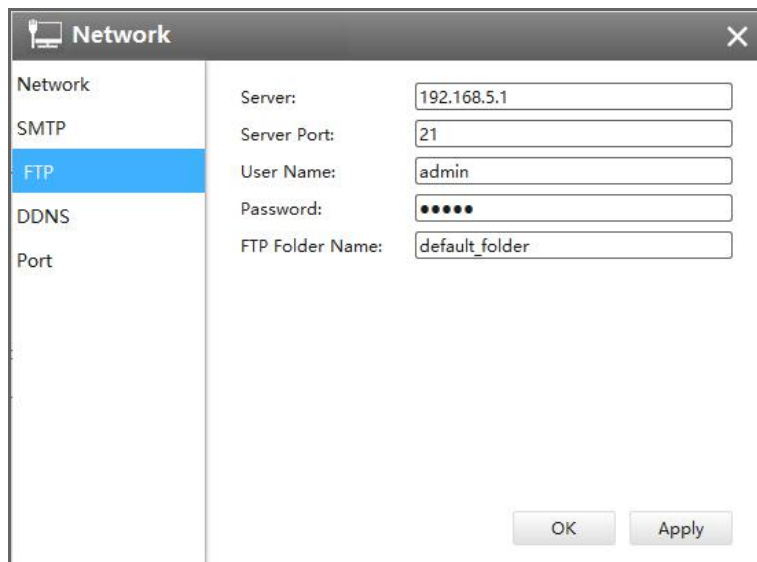 Network
Network
SMTP
FTP
DDNS
Port
Server: 192.168.5.1
Server Port: 21
User Name: admin
Password: •••••
FTP Folder Name: default_folder
OK Apply